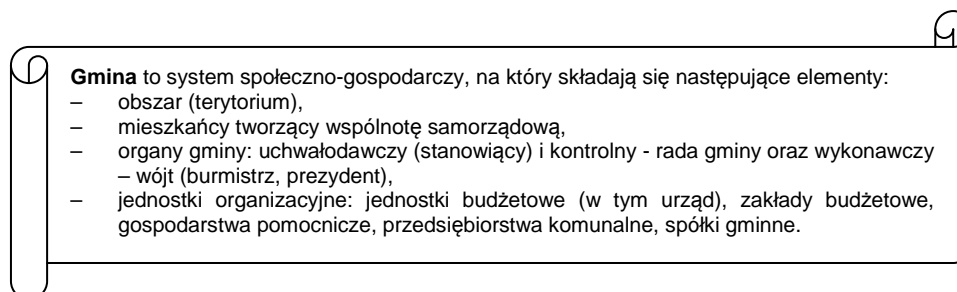 Gmina to system społeczno-gospodarczy, na który składają się następujące elementy:
– obszar (terytorium),
– mieszkańcy tworzący wspólnotę samorządową,
– organy gminy: uchwałodawczy (stanowiący) i kontrolny - rada gminy oraz wykonawczy
– wójt (burmistrz, prezydent),
– jednostki organizacyjne: jednostki budżetowe (w tym urząd), zakłady budżetowe,
gospodarstwa pomocnicze, przedsiębiorstwa komunalne, spółki gminne.